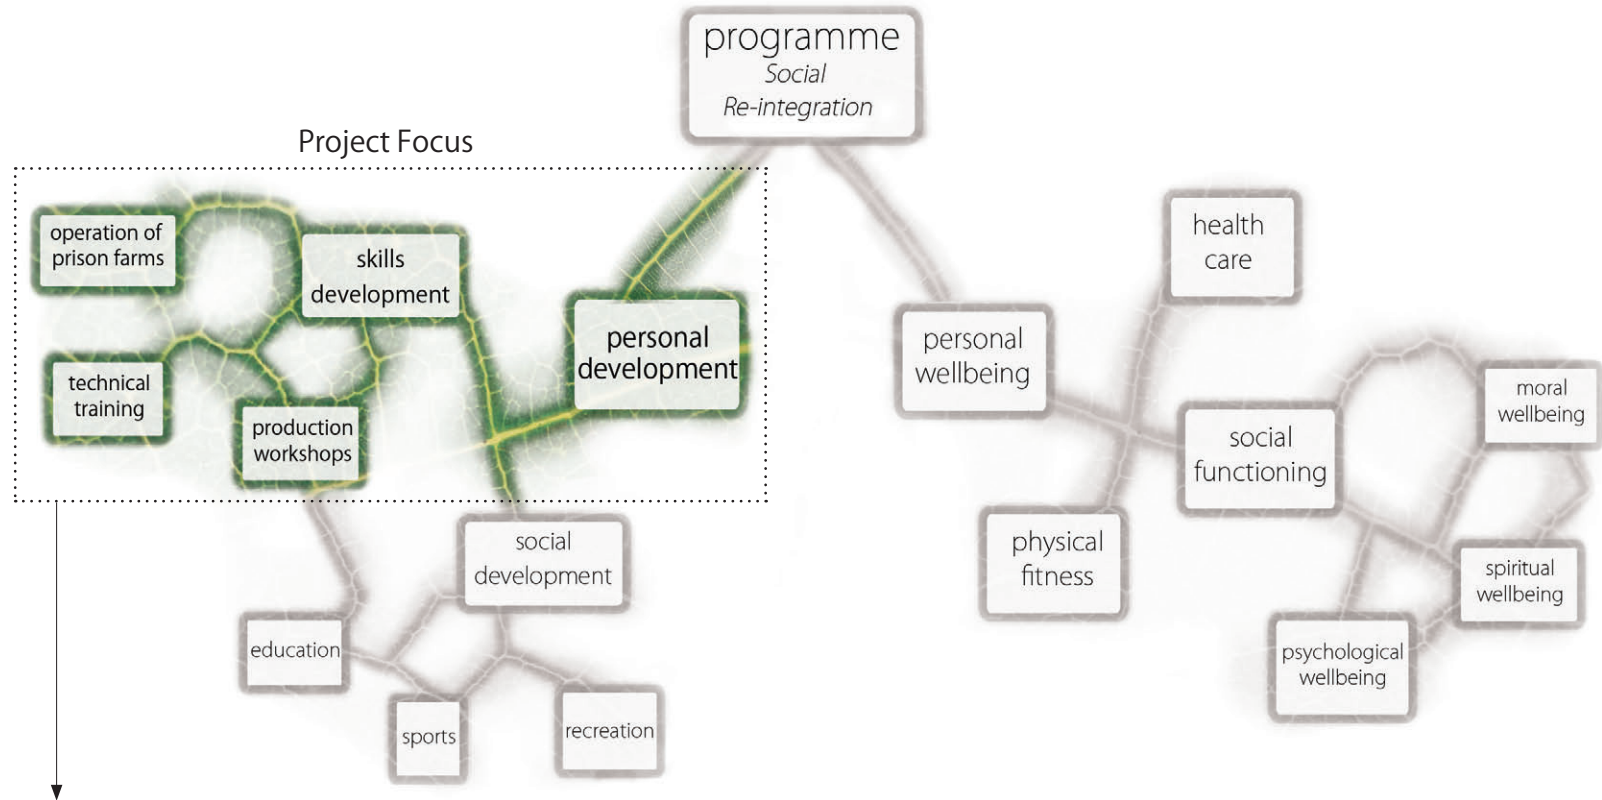 programme
Social
Re-integration
Project Focus
operation of
prison farms
skills
development
personal
development
technical
training
production
workshops
social
development
education
sports
recreation
health
care
personal
wellbeing
social
functioning
moral
wellbeing
physical
fitness
spiritual
wellbeing
psychological
wellbeing